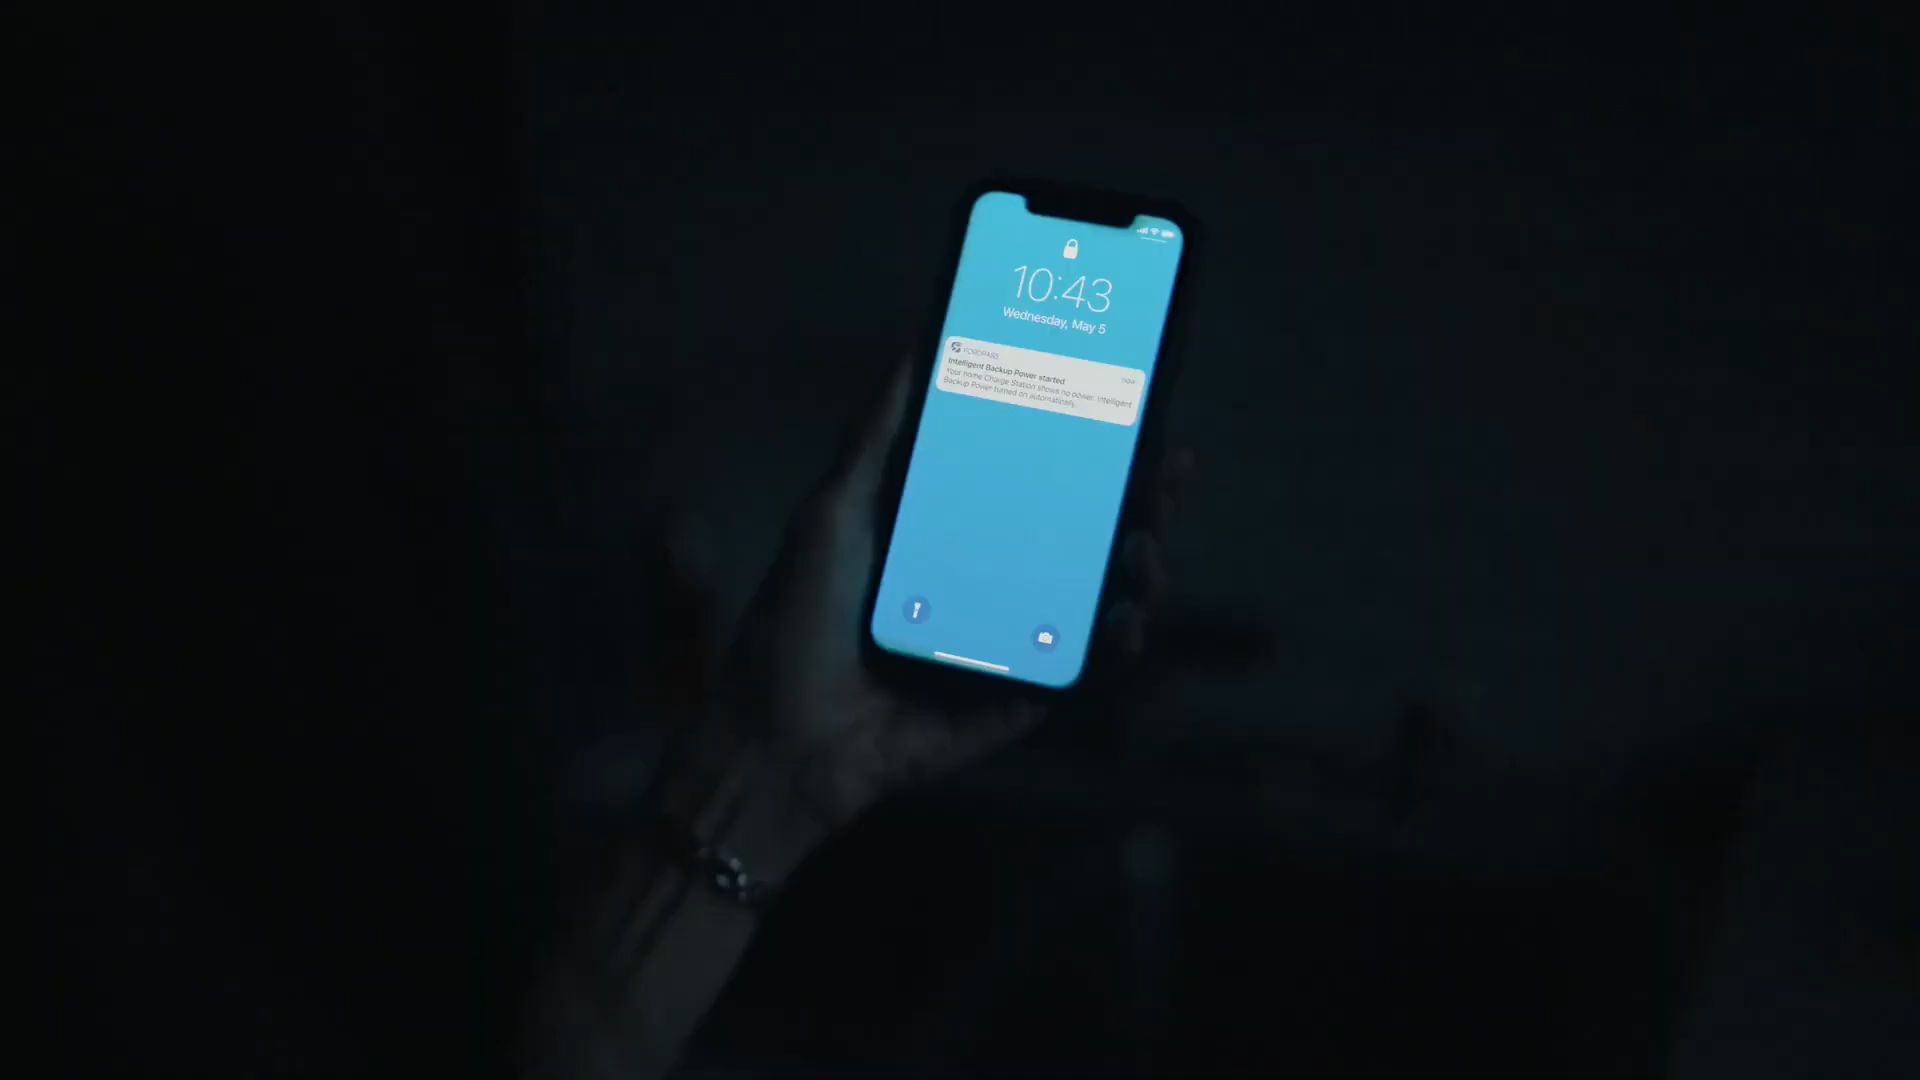 10:43
Wednesday, May 5
FORDPASS
now
Intelligent Backup Power started
Your home Charge Station shows no power. Intelligent
Backup Power turned on automatically.